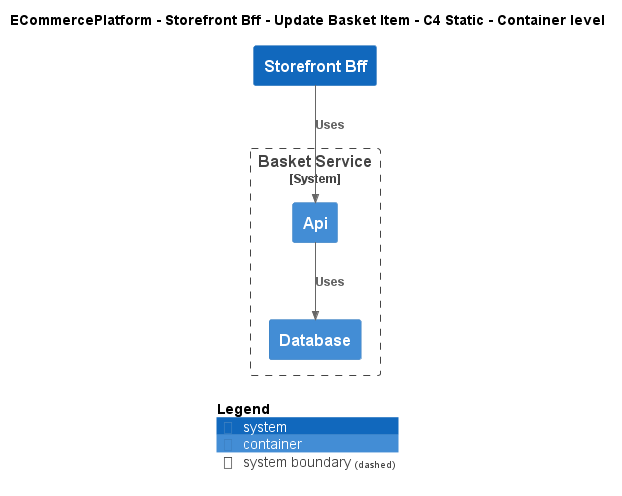 ECommercePlatform - Storefront Bff - Update Basket Item - C4 Static - Container level
Storefront Bff
Uses
Basket Service
[System]
Api
Uses
Database
Legend
system
container
system boundary (dashed)